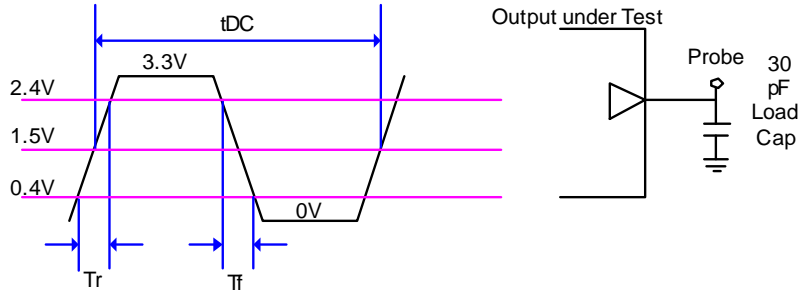 tDC
3.3V
2.4V
1.5V
0.4V
0V
Tr
Tf
Output under Test
Probe
30
pF
Load
Cap